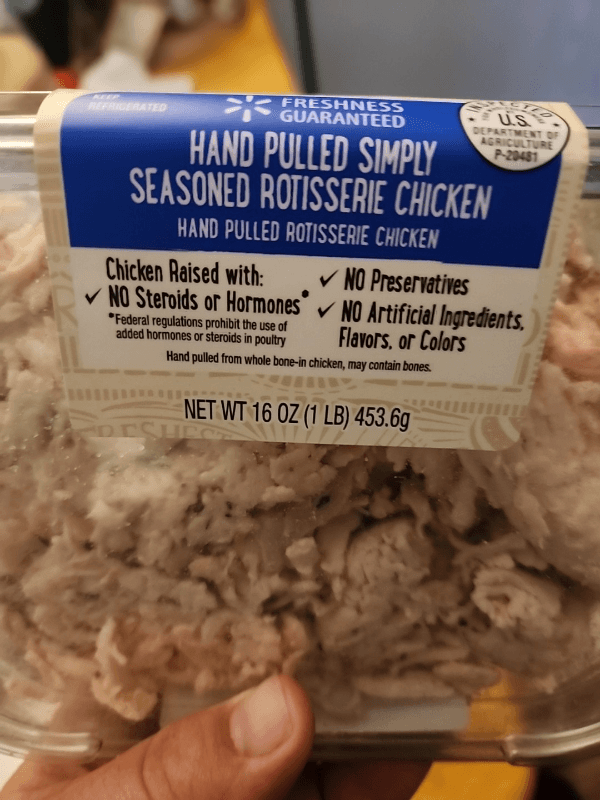 KEEP
REFRIGERATED
FRESHNESS
GUARANTEED
INSPECTED
U.S.
DEPARTMENT OF
AGRICULTURE
P-20481
HAND PULLED SIMPLY
SEASONED ROTISSERIE CHICKEN
HAND PULLED ROTISSERIE CHICKEN
Chicken Raised with:
✓ NO Steroids or Hormones*
*Federal regulations prohibit the use of
added hormones or steroids in poultry
✓ NO Preservatives
✓ NO Artificial Ingredients,
Flavors, or Colors
Hand pulled from whole bone-in chicken, may contain bones.
NET WT 16 OZ (1 LB) 453.6g